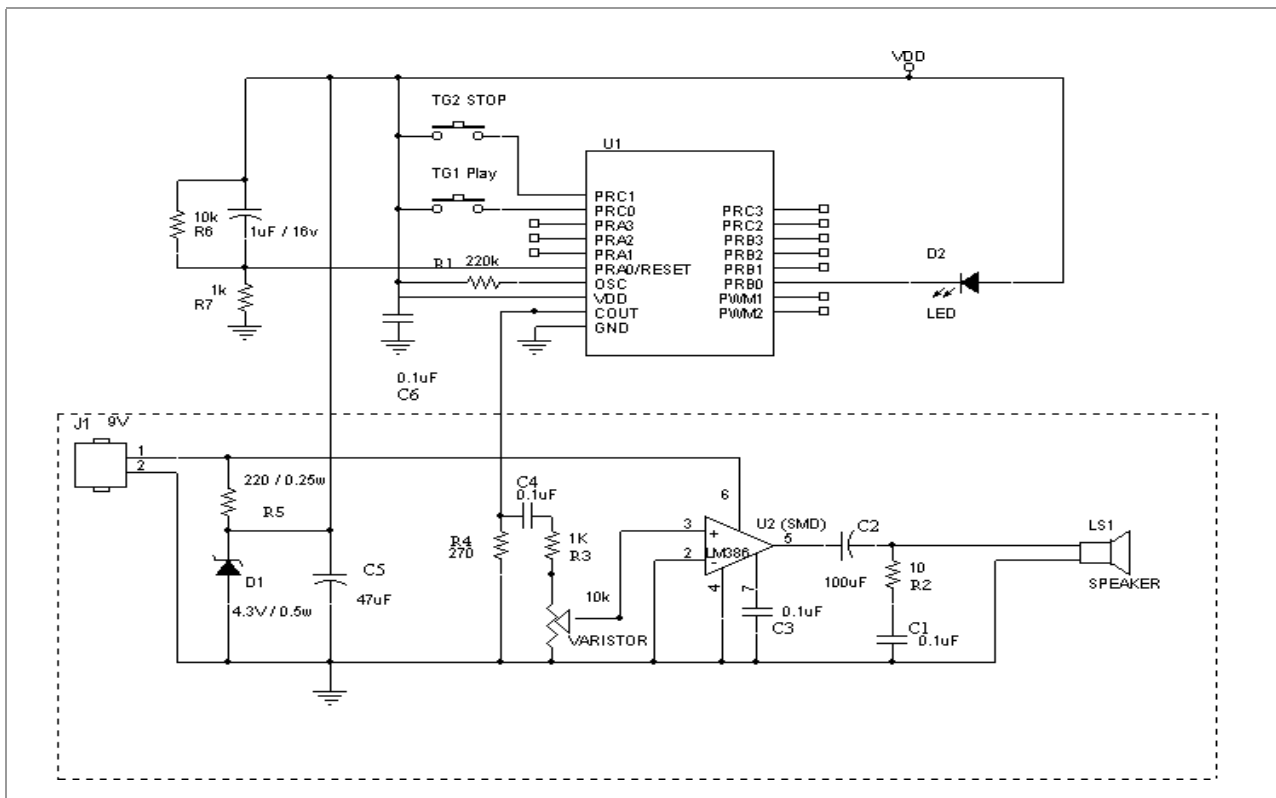 VDD
TG2 STOP
U1
TG1 Play
PRC1
PRC0
PRA3
PRA2
PRA1
PRA0/RESET
OSC
VDD
COUT
GND
PRC3
PRC2
PRB3
PRB2
PRB1
PRB0
PWM1
PWM2
10k
R6
1uF / 16v
R1 220k
1k
R7
D2
LED
0.1uF
C6
J1 9V
1
2
220 / 0.25w
R5
C4
0.1uF
6
R4
270
1K
R3
3
2
U2 (SMD)
LM386
+
-
5
C2
100uF
LS1
SPEAKER
D1
4.3V / 0.5w
C5
47uF
10k
VARISTOR
4
7
0.1uF
C3
10
R2
C1
0.1uF